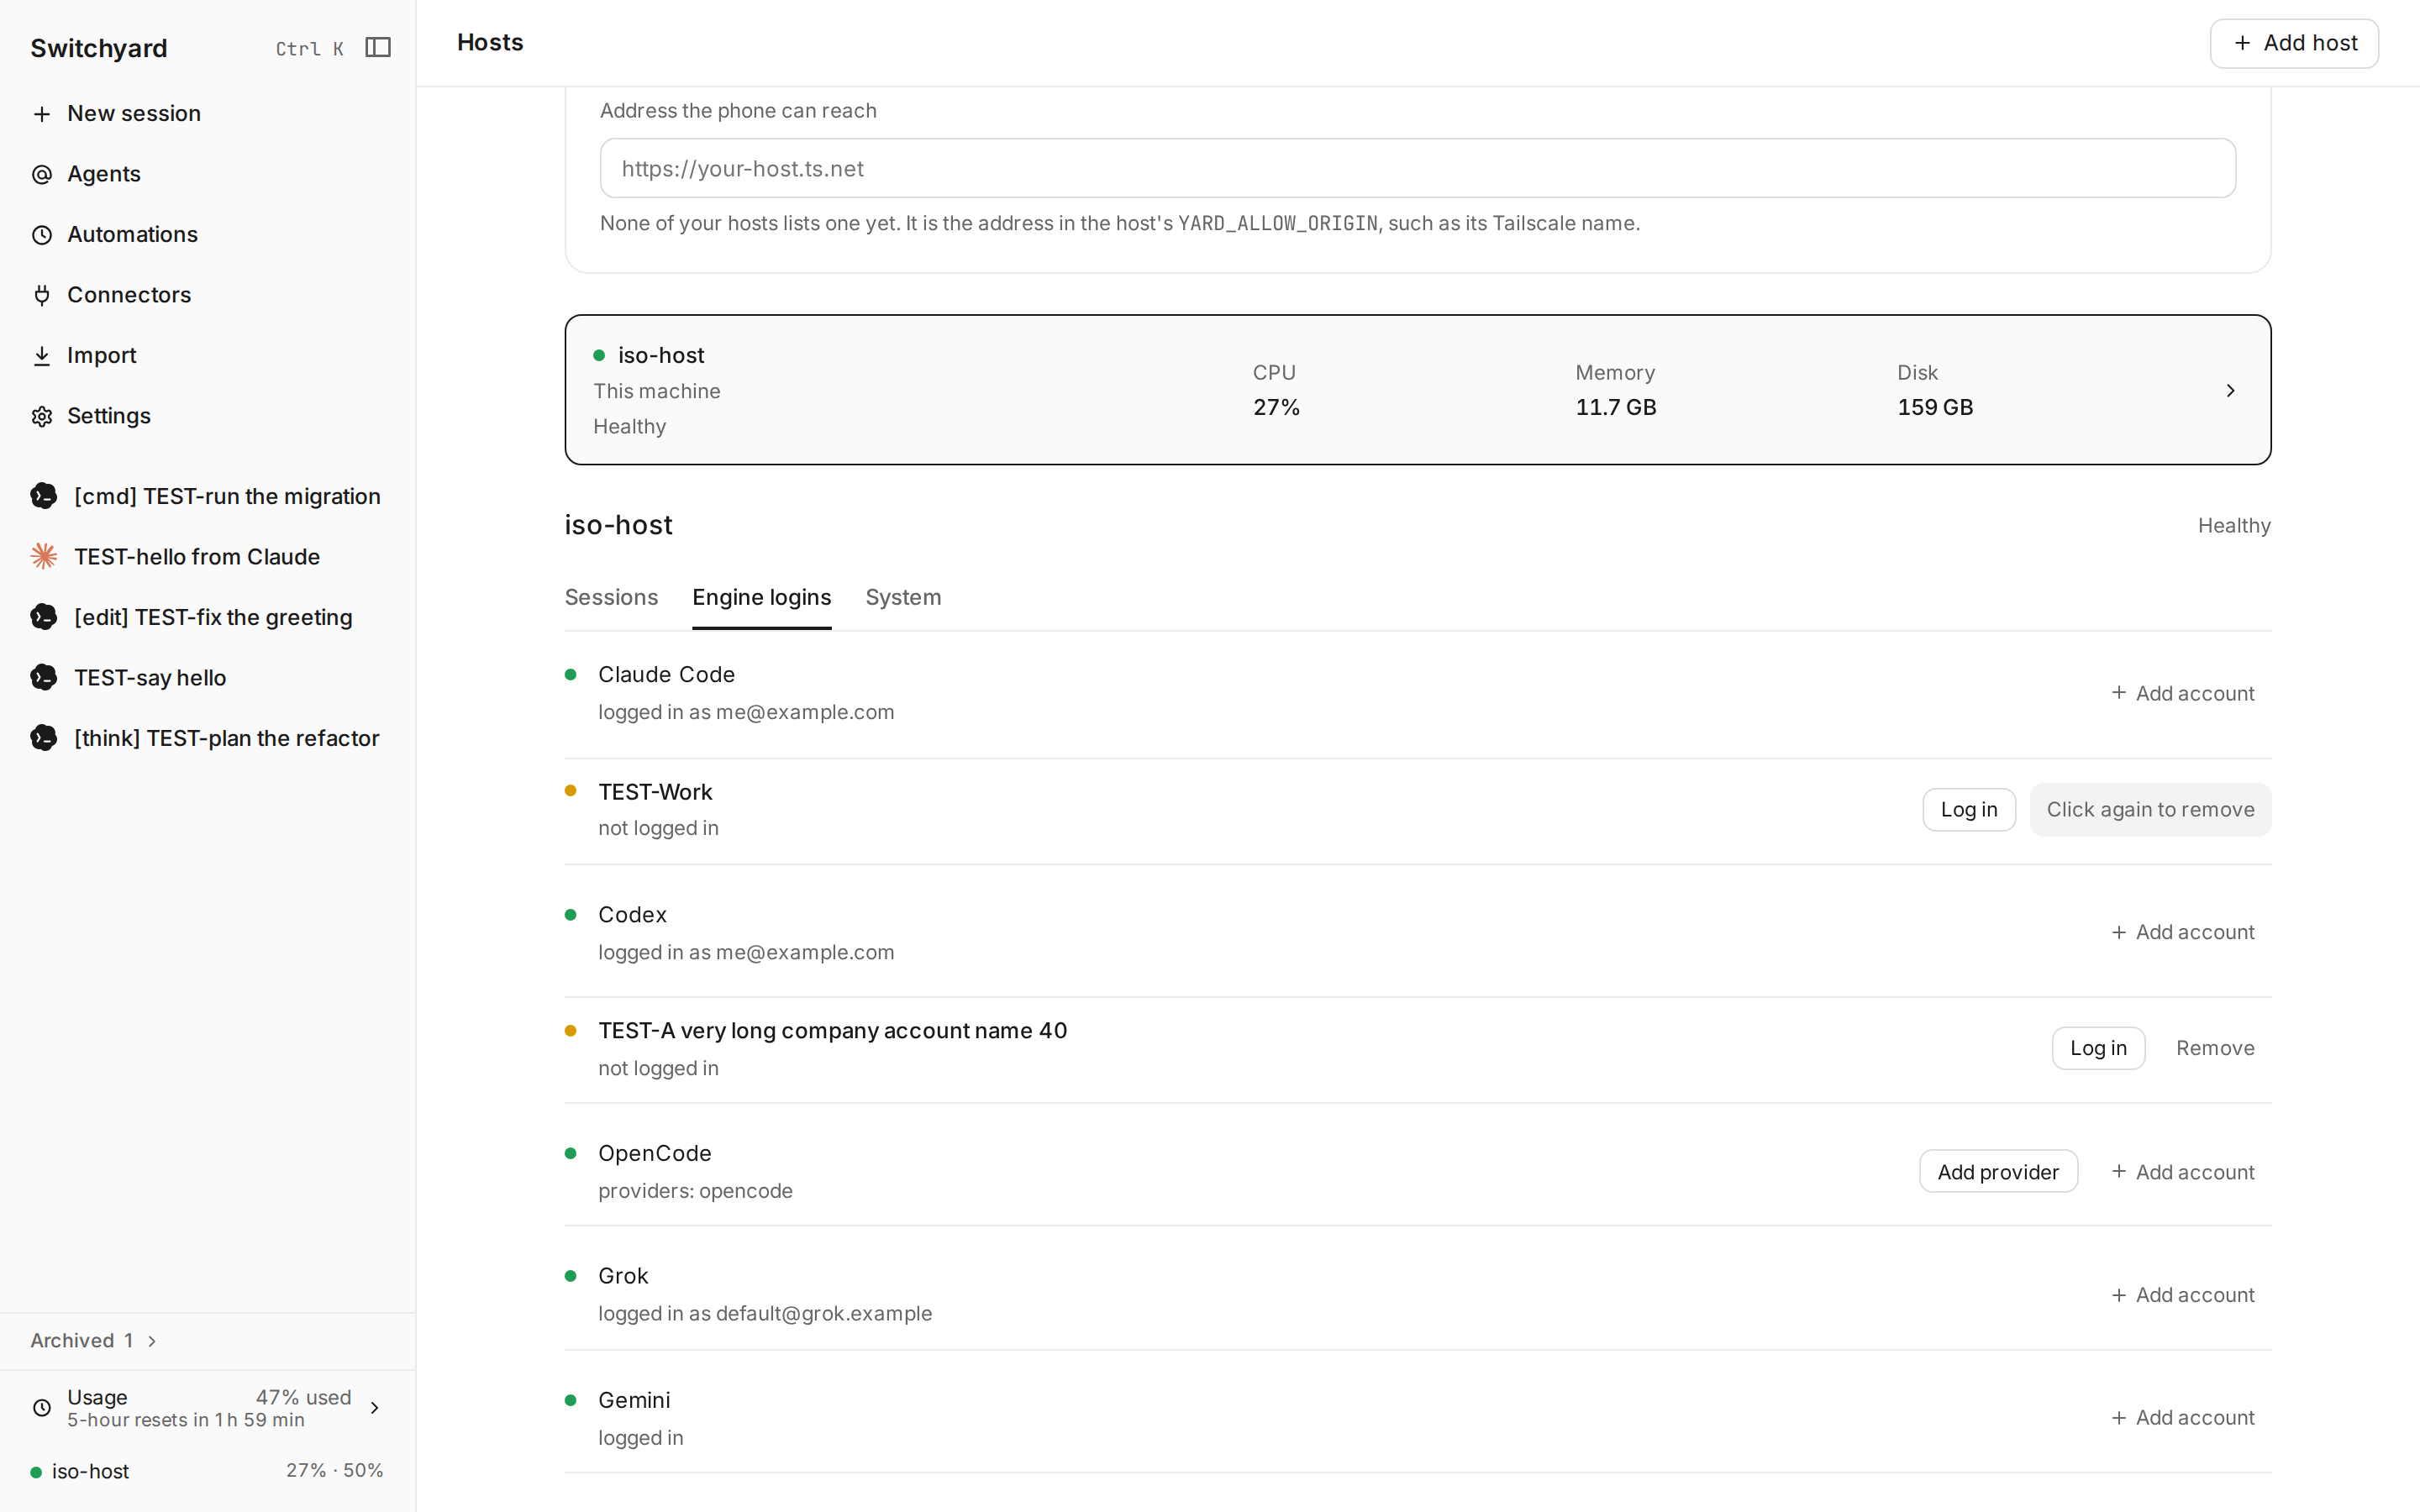 Switchyard
Ctrl K
New session
Agents
Automations
Connectors
Import
Settings
[cmd] TEST-run the migration
TEST-hello from Claude
[edit] TEST-fix the greeting
TEST-say hello
[think] TEST-plan the refactor
Archived 1
Usage
47% used
5-hour resets in 1 h 59 min
iso-host
27% · 50%
Hosts
+ Add host
Address the phone can reach
https://your-host.ts.net
None of your hosts lists one yet. It is the address in the host's YARD_ALLOW_ORIGIN, such as its Tailscale name.
iso-host
This machine
Healthy
CPU
27%
Memory
11.7 GB
Disk
159 GB
iso-host
Healthy
Sessions
Engine logins
System
Claude Code
logged in as me@example.com
+ Add account
TEST-Work
not logged in
Log in
Click again to remove
Codex
logged in as me@example.com
+ Add account
TEST-A very long company account name 40
not logged in
Log in
Remove
OpenCode
providers: opencode
Add provider
+ Add account
Grok
logged in as default@grok.example
+ Add account
Gemini
logged in
+ Add account